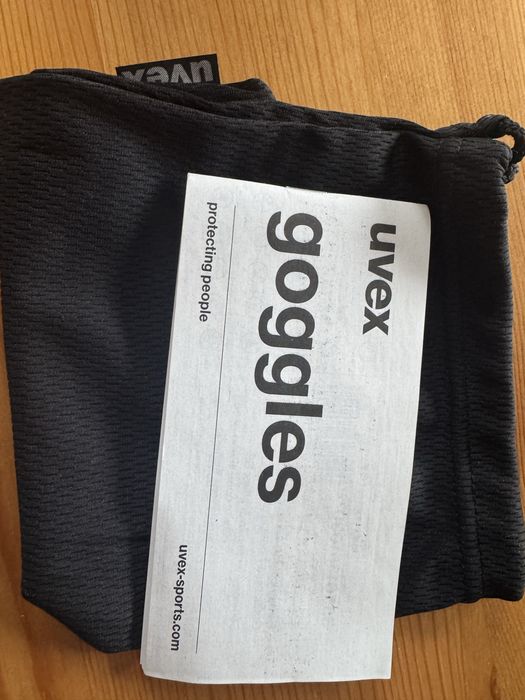 uvex
uvex
goggles
protecting people
uvex-sports.com